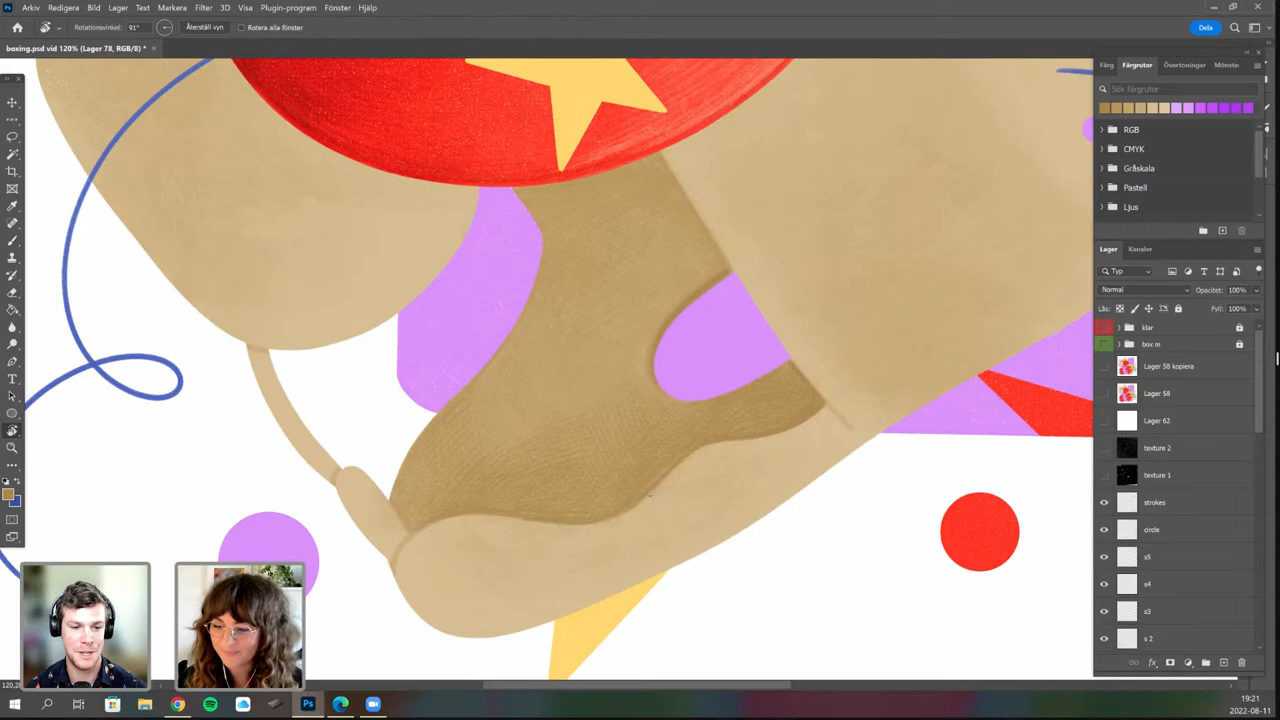 Arkiv Redigera Bild Lager Text Markera Filter 3D Visa Plugin-program Fönster Hjälp
Rotationsvinkel: 91° Återställ vyn Rotera alla fönster Dela
boxing.psd vid 120% (Lager 78, RGB/8) *
Färg Färgrutor Övertoningar Mönste
Sök färgrutor
RGB
CMYK
Gråskala
Pastell
Ljus
Lager Kanaler
Typ
Normal Opacitet: 100%
Lås: Fyll: 100%
klar
box m
Lager 58 kopiera
Lager 58
Lager 62
texture 2
texture 1
strokes
circle
s5
s4
s3
s 2
19:21
2022-08-11